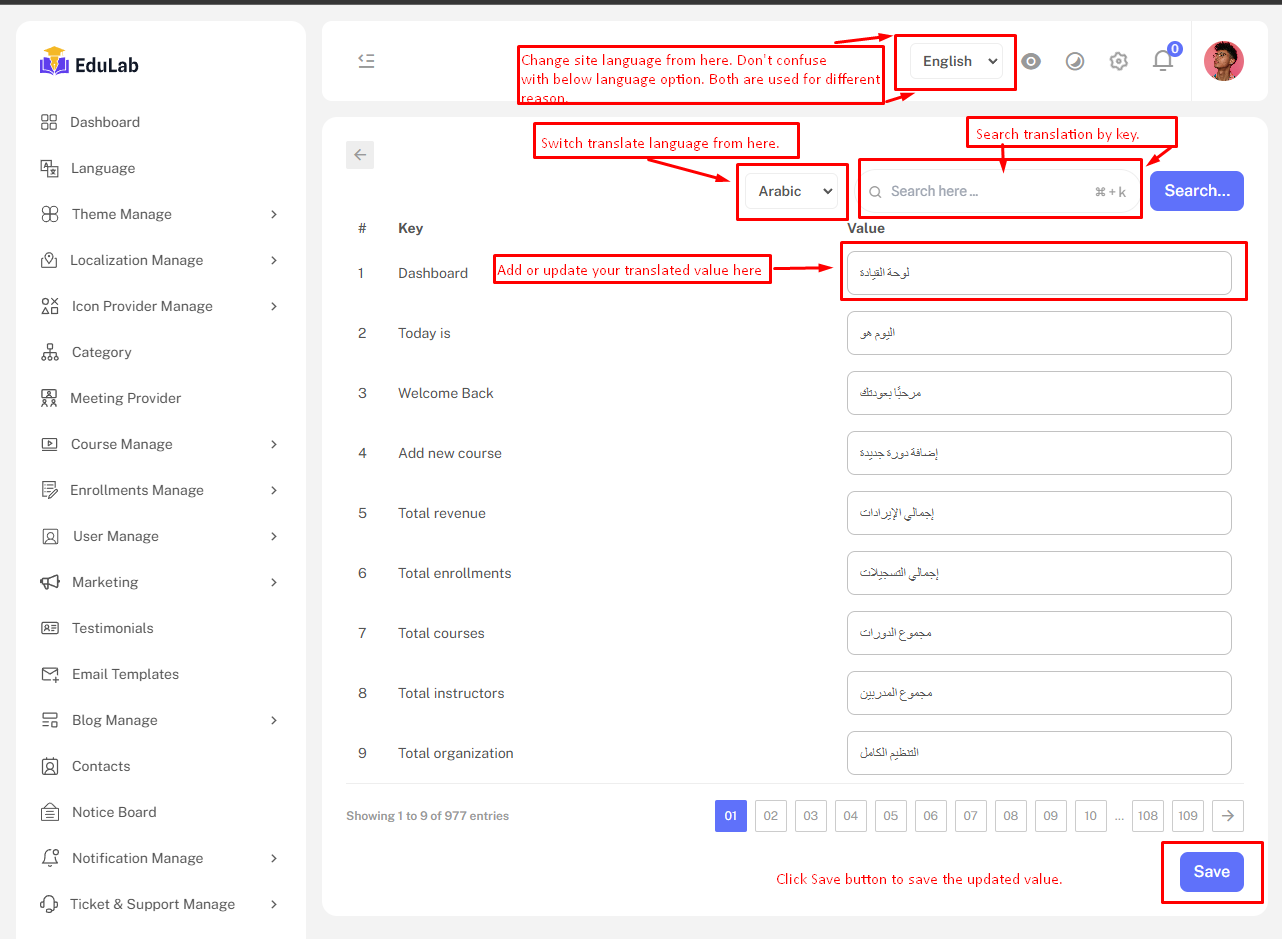 EduLab
Dashboard
Language
Theme Manage
Localization Manage
Icon Provider Manage
Category
Meeting Provider
Course Manage
Enrollments Manage
User Manage
Marketing
Testimonials
Email Templates
Blog Manage
Contacts
Notice Board
Notification Manage
Ticket & Support Manage
Change site language from here. Don't confuse
with below language option. Both are used for different
reason.
English
0
Switch translate language from here.
Search translation by key.
Arabic
Search here ...
⌘ + k
Search...
# Key Value
1 Dashboard
Add or update your translated value here
لوحة القيادة
2 Today is اليوم هو
3 Welcome Back مرحبًا بعودتك
4 Add new course إضافة دورة جديدة
5 Total revenue إجمالي الإيرادات
6 Total enrollments إجمالي التسجيلات
7 Total courses مجموع الدورات
8 Total instructors مجموع المدربين
9 Total organization التنظيم الكامل
Showing 1 to 9 of 977 entries
01 02 03 04 05 06 07 08 09 10 ... 108 109
Click Save button to save the updated value.
Save